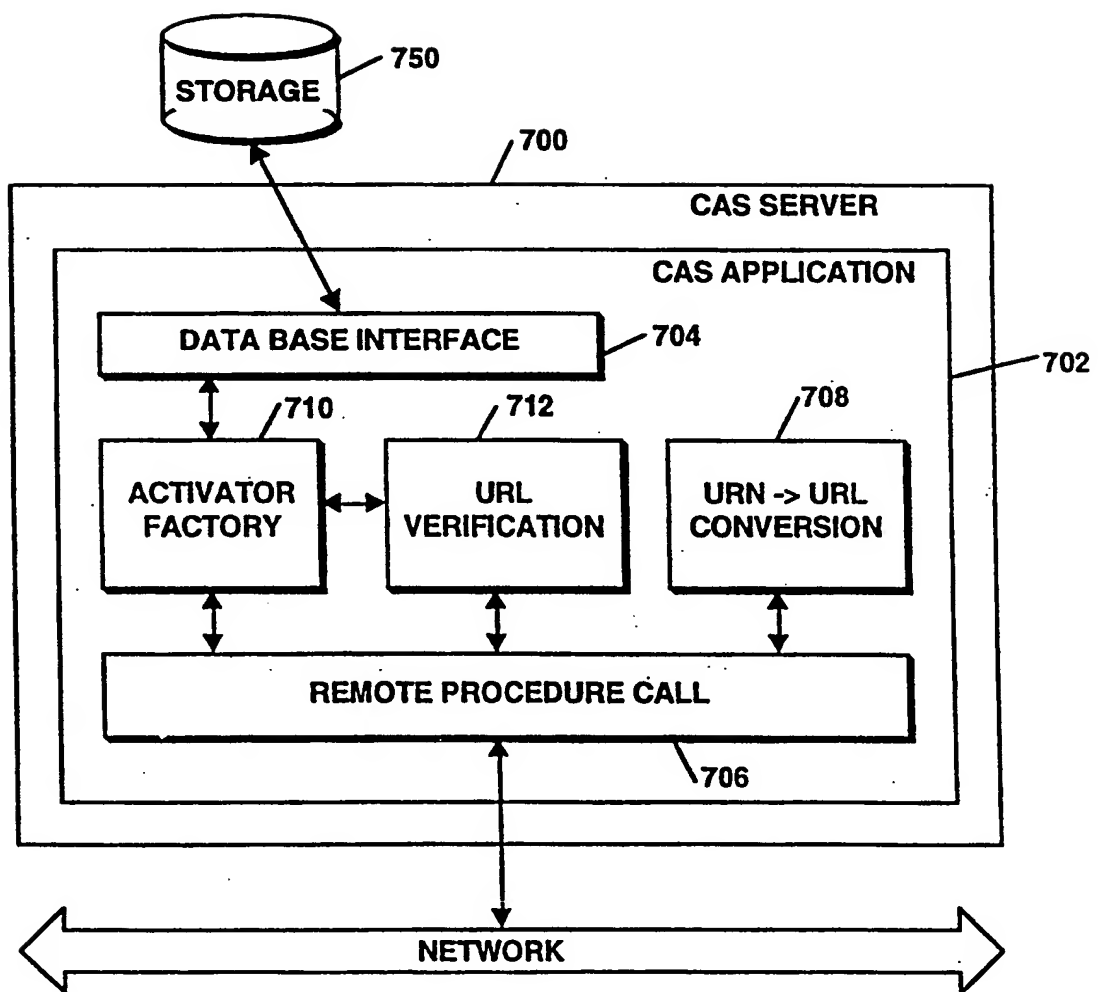 STORAGE
750
700
CAS SERVER
CAS APPLICATION
DATA BASE INTERFACE
704
702
710
712
708
ACTIVATOR
FACTORY
URL
VERIFICATION
URN -> URL
CONVERSION
REMOTE PROCEDURE CALL
706
NETWORK